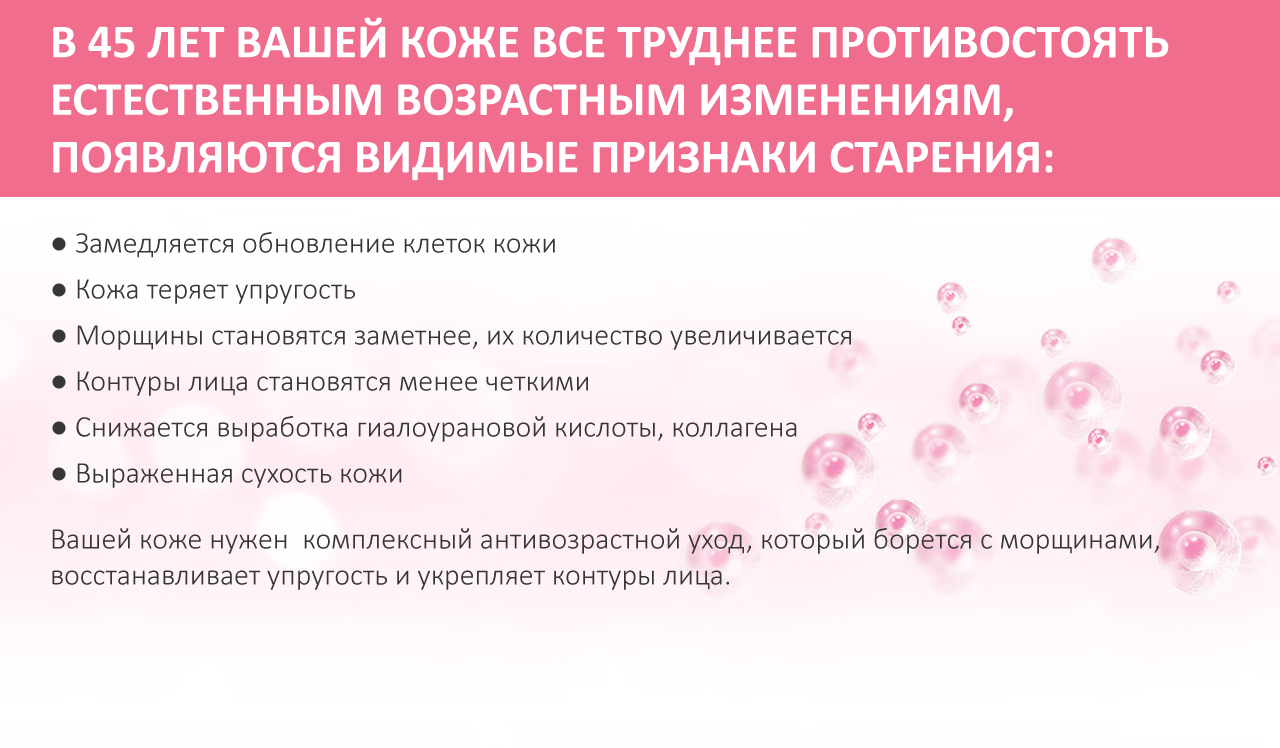 В 45 ЛЕТ ВАШЕЙ КОЖЕ ВСЕ ТРУДНЕЕ ПРОТИВОСТОЯТЬ
ЕСТЕСТВЕННЫМ ВОЗРАСТНЫМ ИЗМЕНЕНИЯМ,
ПОЯВЛЯЮТСЯ ВИДИМЫЕ ПРИЗНАКИ СТАРЕНИЯ:
● Замедляется обновление клеток кожи
● Кожа теряет упругость
● Морщины становятся заметнее, их количество увеличивается
● Контуры лица становятся менее четкими
● Снижается выработка гиалоурановой кислоты, коллагена
● Выраженная сухость кожи
Вашей коже нужен  комплексный антивозрастной уход, который борется с морщинами,
восстанавливает упругость и укрепляет контуры лица.